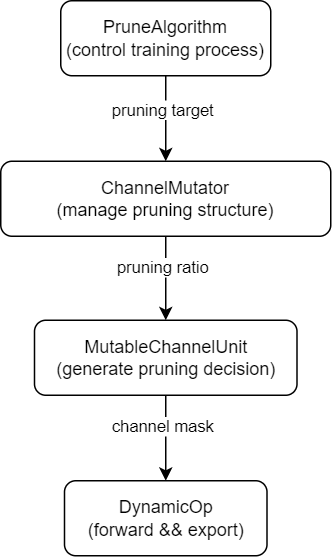 PruneAlgorithm
(control training process)
pruning target
ChannelMutator
(manage pruning structure)
pruning ratio
MutableChannelUnit
(generate pruning decision)
channel mask
DynamicOp
(forward && export)